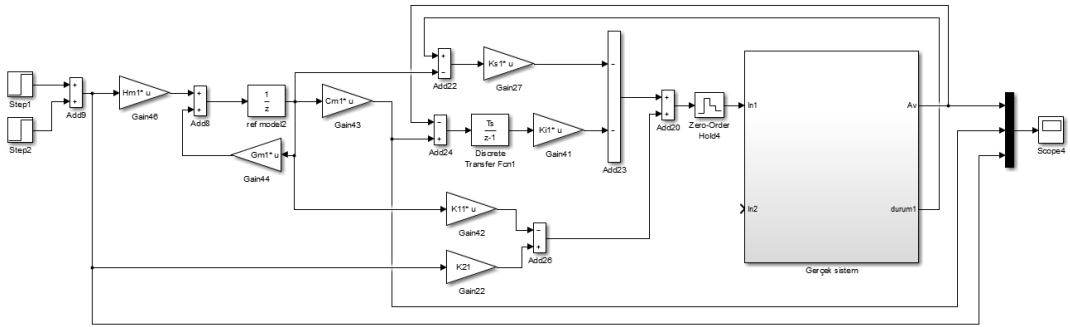 Step1
Step2
+
+
Add9
Hm1* u
Gain46
+
+
Add8
Gm1* u
Gain44
1
z
ref model2
Cm1* u
Gain43
+
−
Add22
Ks1* u
Gain27
−
+
Add24
Ts
z-1
Discrete
Transfer Fcn1
Ki1* u
Gain41
−
−
Add23
K11* u
Gain42
K21
Gain22
−
+
Add26
+
+
Add20
Zero-Order
Hold4
In1
In2
Av
durum1
Gerçek sistem
Scope4